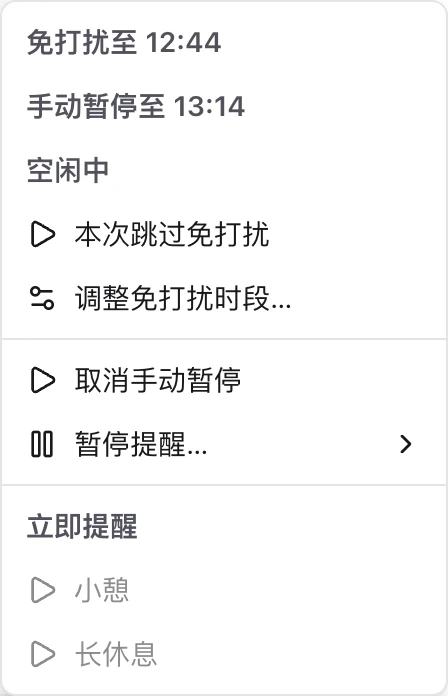 免打扰至 12:44
手动暂停至 13:14
空闲中
本次跳过免打扰
调整免打扰时段...
取消手动暂停
暂停提醒...
立即提醒
小憩
长休息